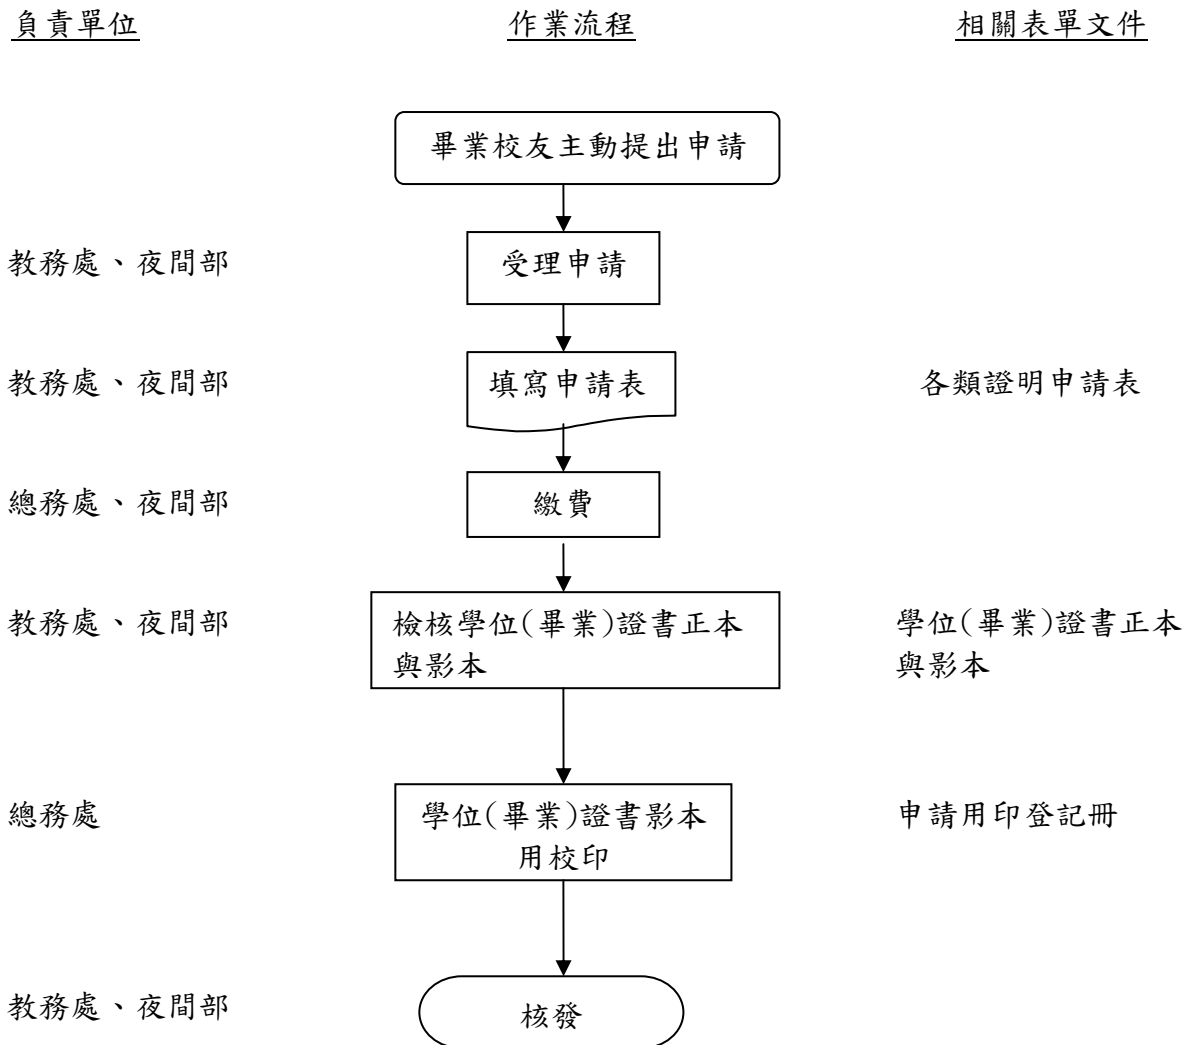 負責單位 作業流程 相關表單文件
畢業校友主動提出申請
教務處、夜間部 受理申請
教務處、夜間部 填寫申請表 各類證明申請表
總務處、夜間部 繳費
教務處、夜間部 檢核學位(畢業)證書正本 學位(畢業)證書正本
與影本 與影本
總務處 學位(畢業)證書影本 申請用印登記冊
用校印
教務處、夜間部 核發